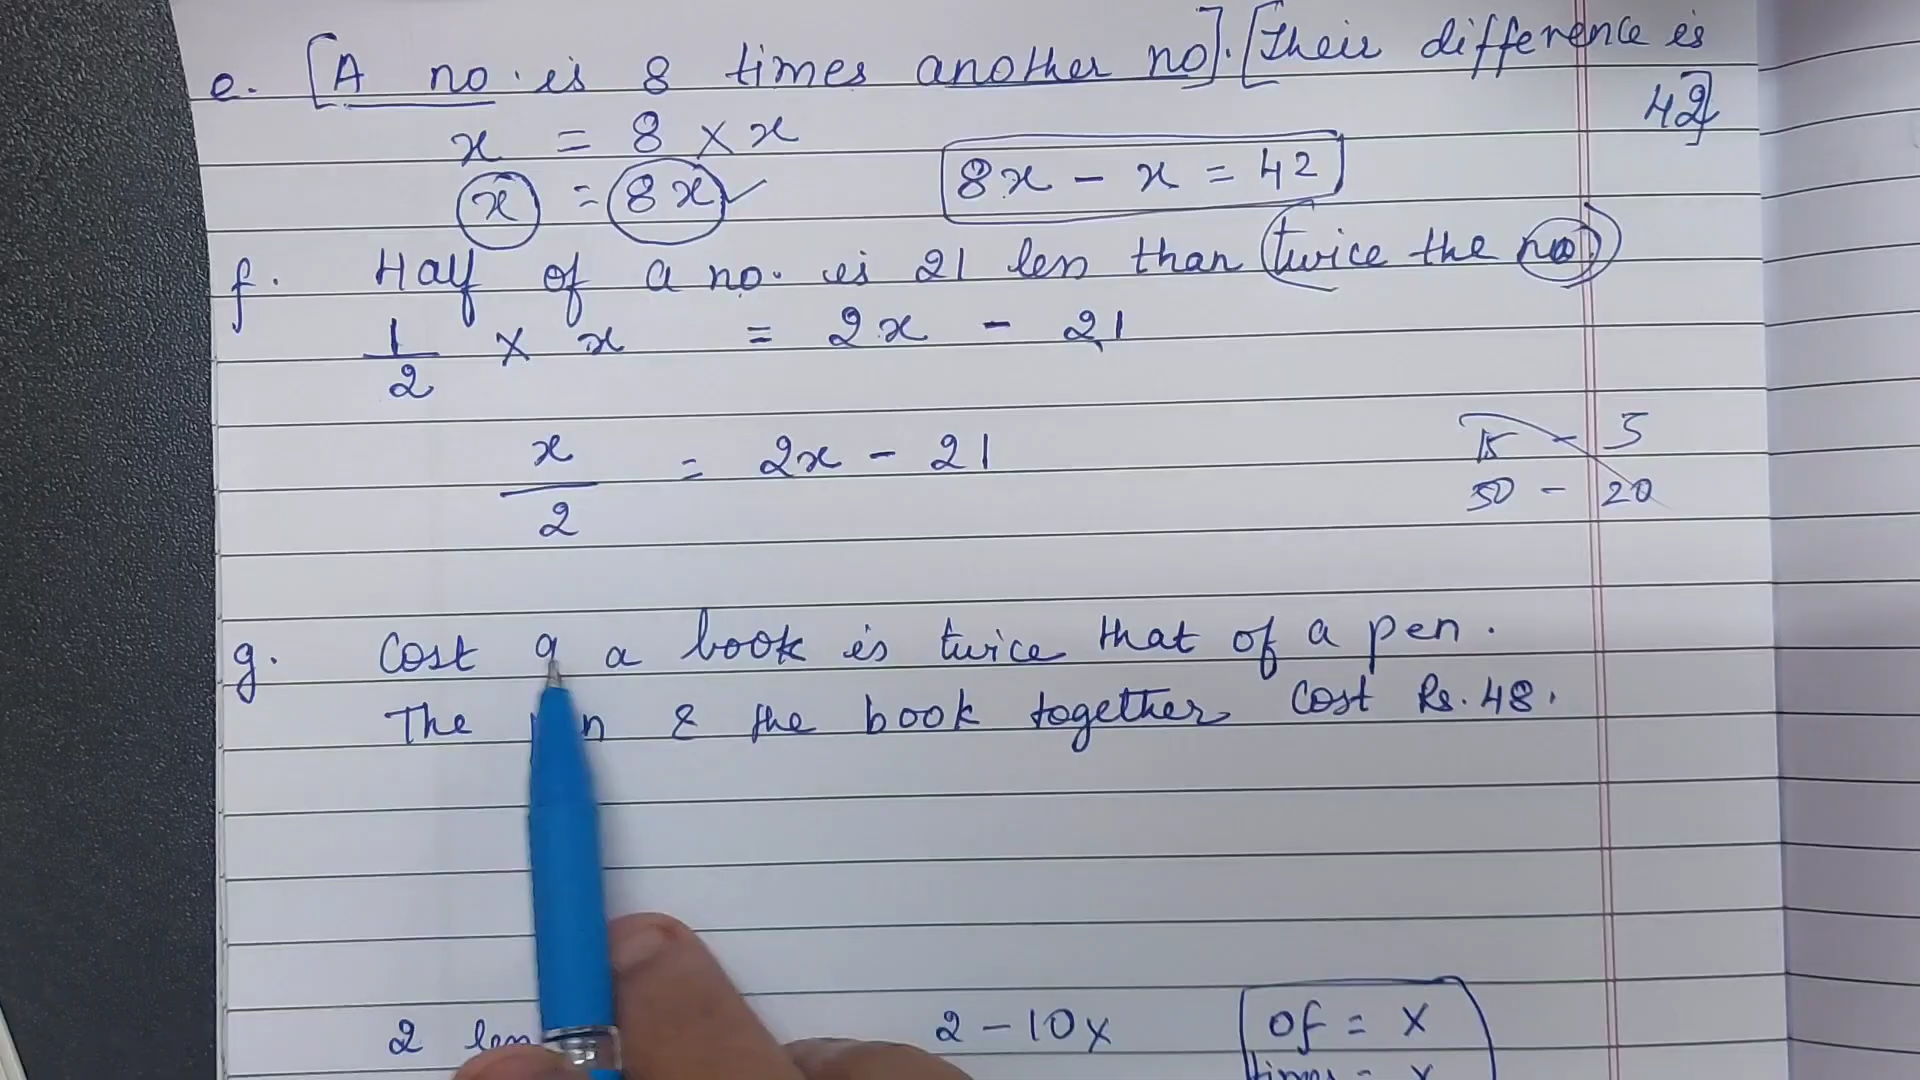 e. [A no. is 8 times another no]. [Their difference is
42]
x = 8 × x
x = 8x ✓ 8x - x = 42
f. Half of a no. is 21 less than (twice the no)
1/2 × x = 2x - 21
x/2 = 2x - 21
15 - 5
50 - 20
g. Cost of a book is twice that of a pen.
The & the book together cost Rs. 48.
2 less 2 - 10x of = ×
times = ×